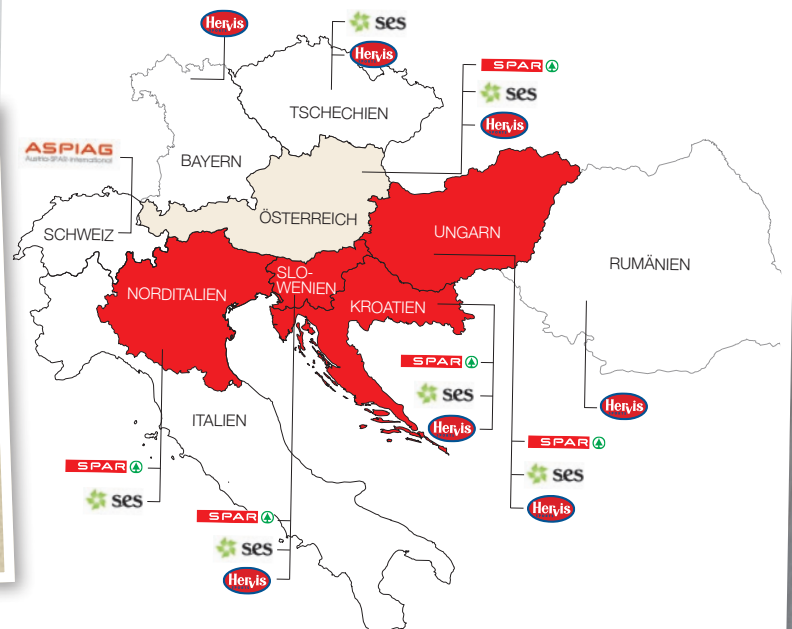 Hervis
ses
Hervis
SPAR
ses
Hervis
TSCHECHIEN
ASPIAG
Austria SPAR International
BAYERN
ÖSTERREICH
SCHWEIZ
UNGARN
RUMÄNIEN
NORDITALIEN
SLO-
WENIEN
KROATIEN
SPAR
ses
Hervis
Hervis
ITALIEN
SPAR
ses
SPAR
ses
Hervis
SPAR
ses
Hervis